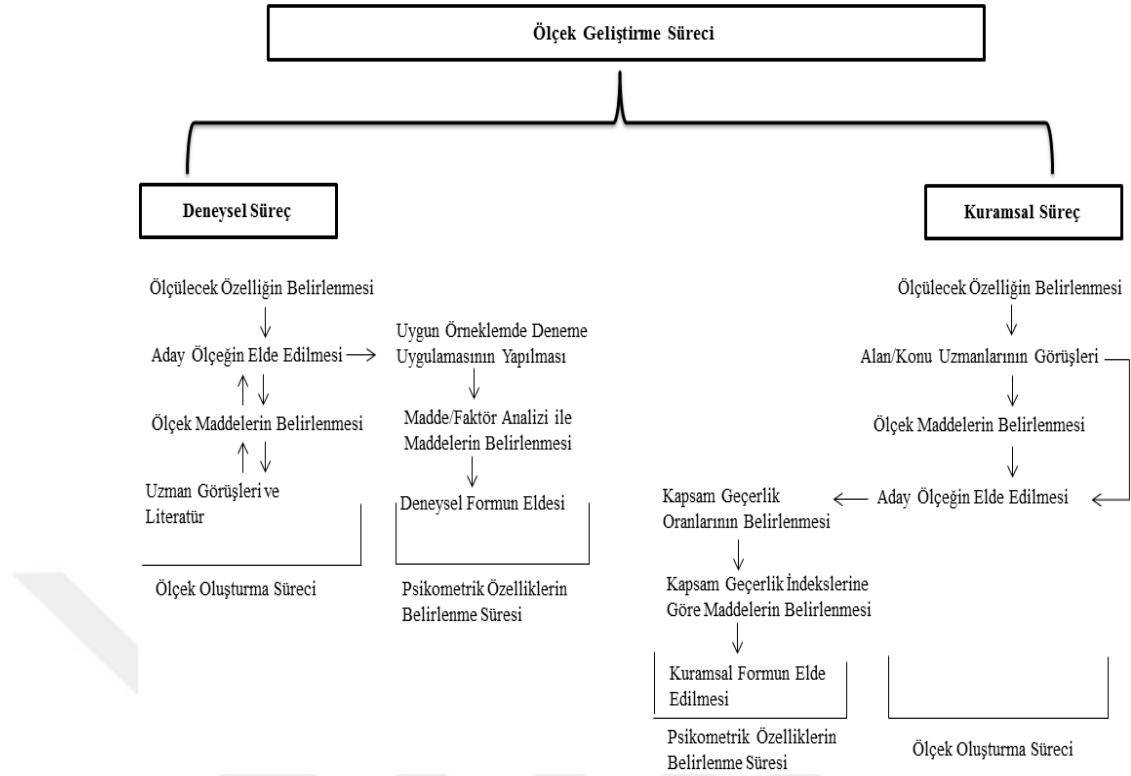 Ölçek Geliştirme Süreci
Deneysel Süreç
Ölçülecek Özelliğin Belirlenmesi
Aday Ölçeğin Elde Edilmesi
Ölçek Maddelerin Belirlenmesi
Uzman Görüşleri ve
Literatür
Ölçek Oluşturma Süreci
Uygun Örneklemde Deneme
Uygulamasının Yapılması
Madde/Faktör Analizi ile
Maddelerin Belirlenmesi
Deneysel Formun Eldesi
Psikometrik Özelliklerin
Belirlenme Süresi
Kuramsal Süreç
Ölçülecek Özelliğin Belirlenmesi
Alan/Konu Uzmanlarının Görüşleri
Ölçek Maddelerin Belirlenmesi
Aday Ölçeğin Elde Edilmesi
Kapsam Geçerlik
Oranlarının Belirlenmesi
Kapsam Geçerlik İndekslerine
Göre Maddelerin Belirlenmesi
Kuramsal Formun Elde
Edilmesi
Psikometrik Özelliklerin
Belirlenme Süresi
Ölçek Oluşturma Süreci